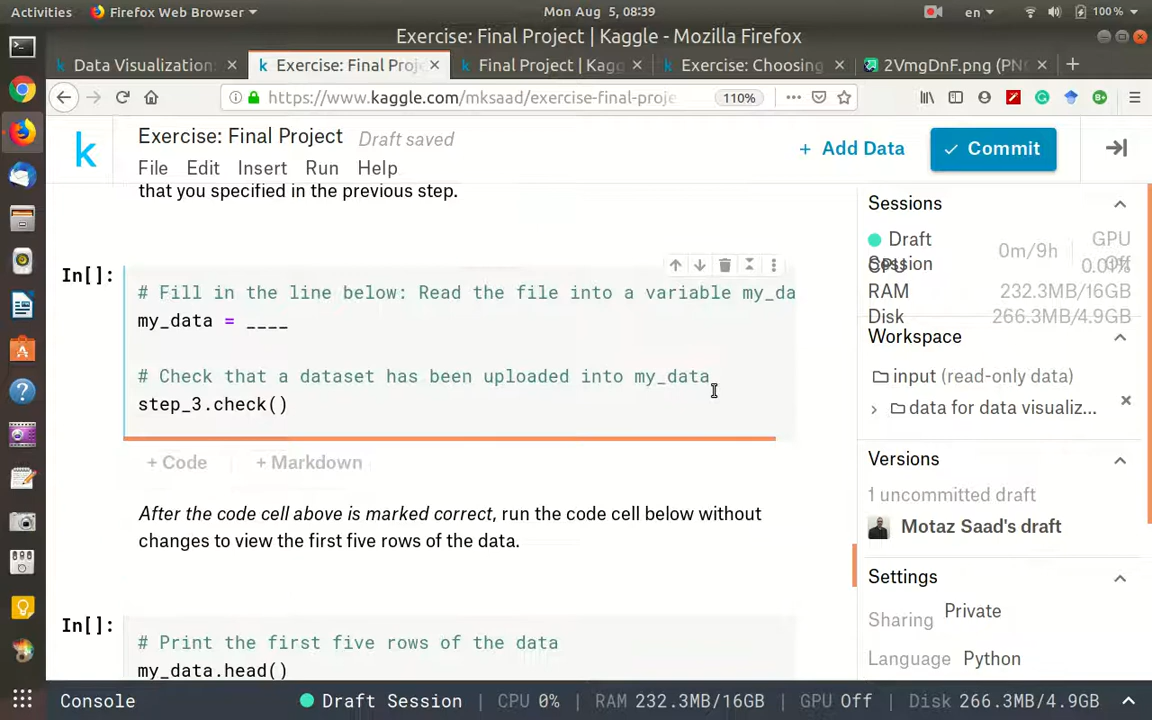 Activities Firefox Web Browser Mon Aug 5, 08:39 en 100 %
Exercise: Final Project | Kaggle - Mozilla Firefox
Data Visualization Exercise: Final Proj Final Project | Kagg Exercise: Choosing 2VmgDnF.png (PN
https://www.kaggle.com/mksaad/exercise-final-proje 110%
k Exercise: Final Project Draft saved
File Edit Insert Run Help
+ Add Data Commit
that you specified in the previous step.
In[]:
# Fill in the line below: Read the file into a variable my_da
my_data = ____
# Check that a dataset has been uploaded into my_data
step_3.check()
+ Code + Markdown
After the code cell above is marked correct, run the code cell below without
changes to view the first five rows of the data.
In[]:
# Print the first five rows of the data
my_data.head()
Sessions
Draft Session 0m/9h GPU Off
CPU 0.01%
RAM 232.3MB/16GB
Disk 266.3MB/4.9GB
Workspace
input (read-only data)
data for data visualiz...
Versions
1 uncommitted draft
Motaz Saad's draft
Settings
Sharing Private
Language Python
Console Draft Session | CPU 0% | RAM 232.3MB/16GB | GPU Off | Disk 266.3MB/4.9GB